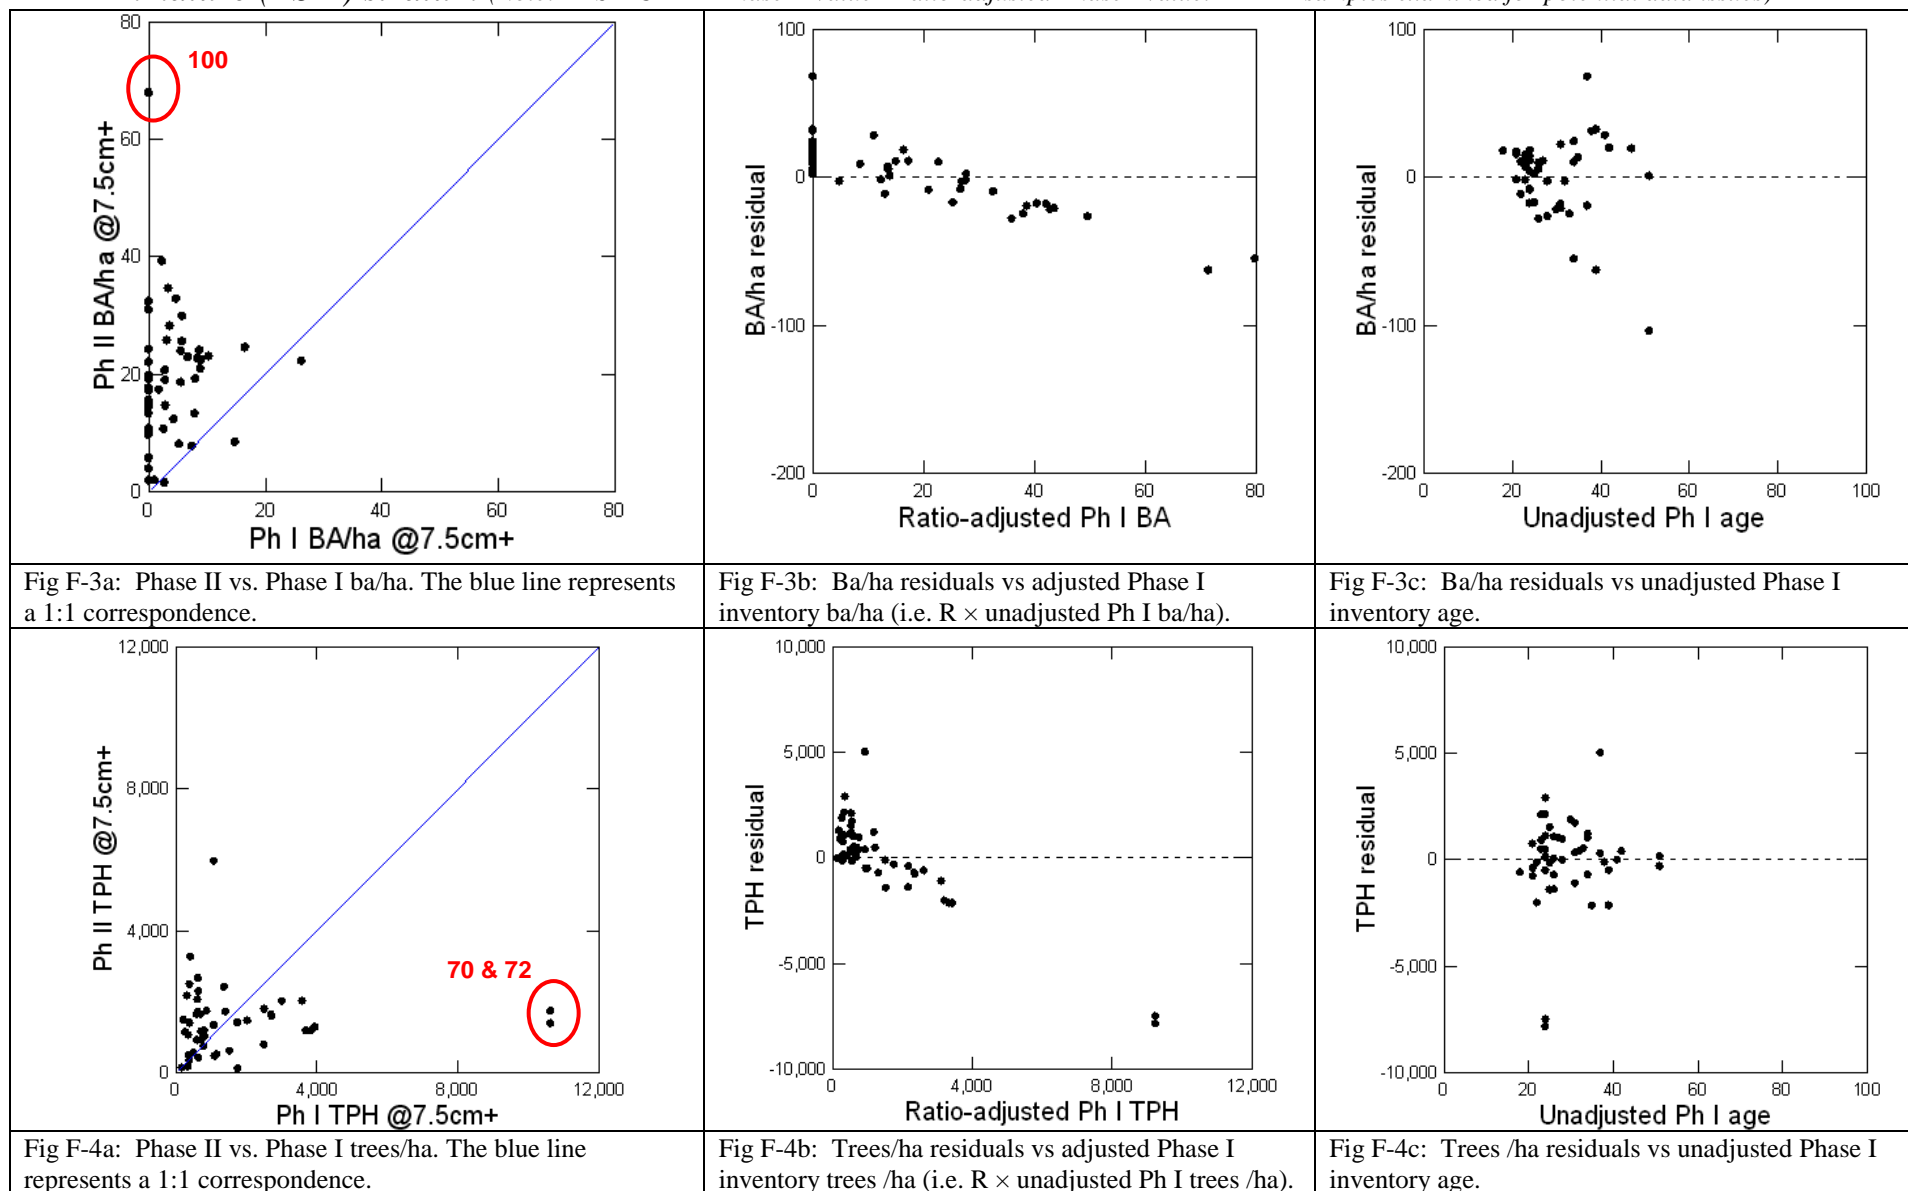 80
60
40
20
0
0
20
40
60
80
100
Ph II BA/ha @7.5cm+
Ph I BA/ha @7.5cm+
100
0
-100
-200
0
20
40
60
80
BA/ha residual
Ratio-adjusted Ph I BA
100
0
-100
-200
0
20
40
60
80
100
BA/ha residual
Unadjusted Ph I age
Fig F-3a: Phase II vs. Phase I ba/ha. The blue line represents
a 1:1 correspondence.
Fig F-3b: Ba/ha residuals vs adjusted Phase I
inventory ba/ha (i.e. R × unadjusted Ph I ba/ha).
Fig F-3c: Ba/ha residuals vs unadjusted Phase I
inventory age.
12,000
8,000
4,000
0
0
4,000
8,000
12,000
70 & 72
Ph II TPH @7.5cm+
Ph I TPH @7.5cm+
10,000
5,000
0
-5,000
-10,000
0
4,000
8,000
12,000
TPH residual
Ratio-adjusted Ph I TPH
10,000
5,000
0
-5,000
-10,000
0
20
40
60
80
100
TPH residual
Unadjusted Ph I age
Fig F-4a: Phase II vs. Phase I trees/ha. The blue line
represents a 1:1 correspondence.
Fig F-4b: Trees/ha residuals vs adjusted Phase I
inventory trees /ha (i.e. R × unadjusted Ph I trees /ha).
Fig F-4c: Trees /ha residuals vs unadjusted Phase I
inventory age.